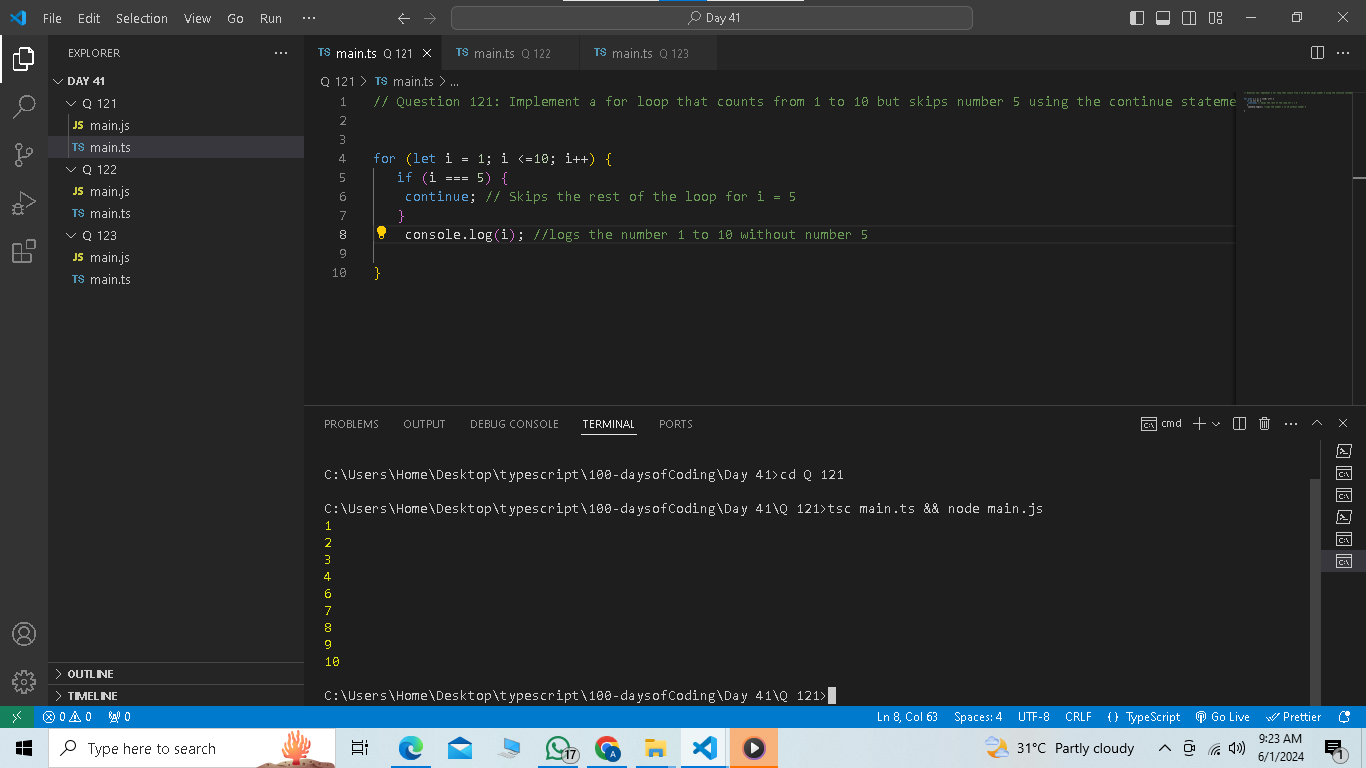 File Edit Selection View Go Run ···
Day 41
EXPLORER ···
DAY 41
Q 121
JS main.js
TS main.ts
Q 122
JS main.js
TS main.ts
Q 123
JS main.js
TS main.ts
OUTLINE
TIMELINE
TS main.ts Q 121
TS main.ts Q 122
TS main.ts Q 123
Q 121 > TS main.ts > ...
1 // Question 121: Implement a for loop that counts from 1 to 10 but skips number 5 using the continue stateme
2
3
4 for (let i = 1; i <=10; i++) {
5 if (i === 5) {
6 continue; // Skips the rest of the loop for i = 5
7 }
8 console.log(i); //logs the number 1 to 10 without number 5
9
10 }
PROBLEMS OUTPUT DEBUG CONSOLE TERMINAL PORTS
cmd
C:\Users\Home\Desktop\typescript\100-daysofCoding\Day 41>cd Q 121
C:\Users\Home\Desktop\typescript\100-daysofCoding\Day 41\Q 121>tsc main.ts && node main.js
1
2
3
4
6
7
8
9
10
C:\Users\Home\Desktop\typescript\100-daysofCoding\Day 41\Q 121>
0 0 0 Ln 8, Col 63 Spaces: 4 UTF-8 CRLF {} TypeScript Go Live Prettier
Type here to search
17
A
31°C Partly cloudy
9:23 AM
6/1/2024
1